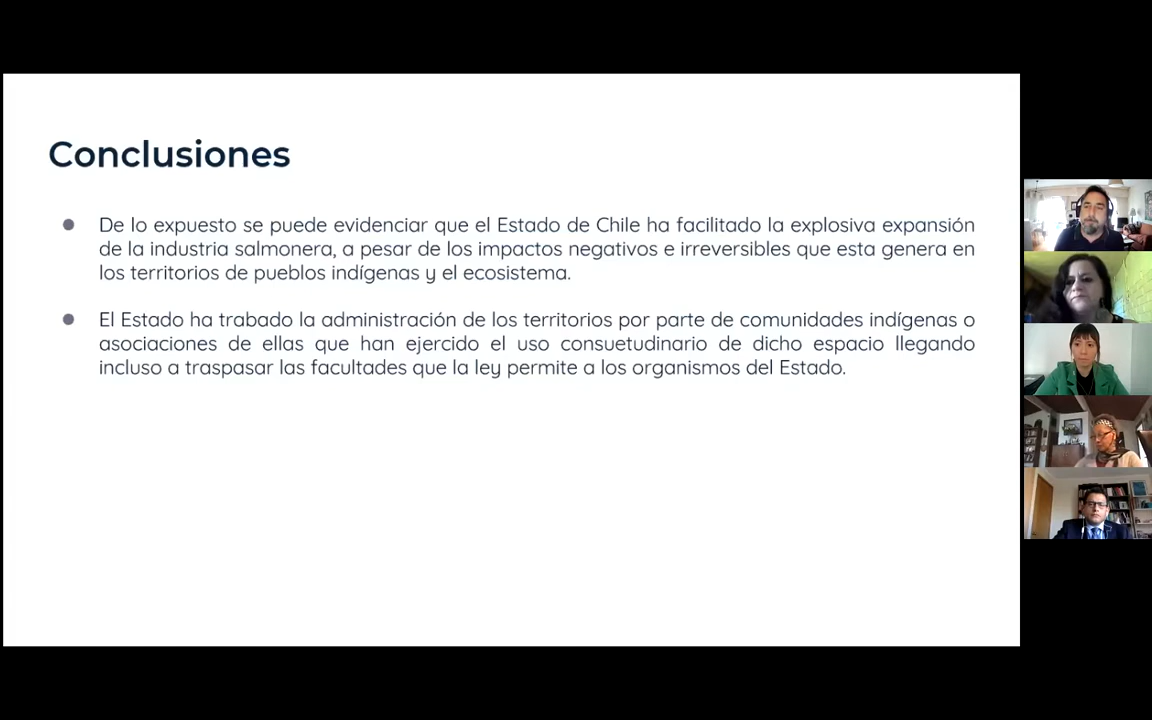 Conclusiones
De lo expuesto se puede evidenciar que el Estado de Chile ha facilitado la explosiva expansión
de la industria salmonera, a pesar de los impactos negativos e irreversibles que esta genera en
los territorios de pueblos indígenas y el ecosistema.
El Estado ha trabado la administración de los territorios por parte de comunidades indígenas o
asociaciones de ellas que han ejercido el uso consuetudinario de dicho espacio llegando
incluso a traspasar las facultades que la ley permite a los organismos del Estado.